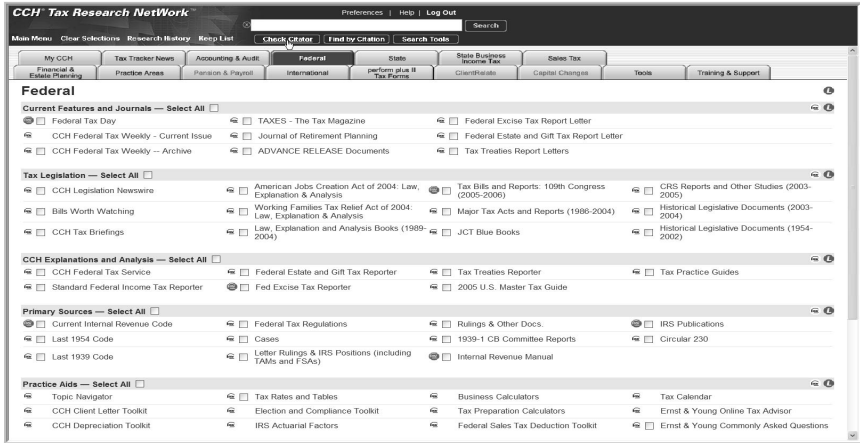 CCH® Tax Research NetWork™
Preferences | Help | Log Out
Search
Main Menu Clear Selections Research History Keep List Check Citator Find by Citation Search Tools
My CCH Tax Tracker News Accounting & Audit Federal State State Business Income Tax Sales Tax
Financial & Estate Planning Practice Areas Pension & Payroll International perform plus II Tax Forms ClientRelate Capital Changes Tools Training & Support
Federal
Current Features and Journals — Select All
Federal Tax Day TAXES - The Tax Magazine Federal Excise Tax Report Letter
CCH Federal Tax Weekly - Current Issue Journal of Retirement Planning Federal Estate and Gift Tax Report Letter
CCH Federal Tax Weekly -- Archive ADVANCE RELEASE Documents Tax Treaties Report Letters
Tax Legislation — Select All
CCH Legislation Newswire American Jobs Creation Act of 2004: Law, Explanation & Analysis Tax Bills and Reports: 109th Congress (2005-2006) CRS Reports and Other Studies (2003-2005)
Bills Worth Watching Working Families Tax Relief Act of 2004: Law, Explanation & Analysis Major Tax Acts and Reports (1986-2004) Historical Legislative Documents (2003-2004)
CCH Tax Briefings Law, Explanation and Analysis Books (1989-2004) JCT Blue Books Historical Legislative Documents (1954-2002)
CCH Explanations and Analysis — Select All
CCH Federal Tax Service Federal Estate and Gift Tax Reporter Tax Treaties Reporter Tax Practice Guides
Standard Federal Income Tax Reporter Fed Excise Tax Reporter 2005 U.S. Master Tax Guide
Primary Sources — Select All
Current Internal Revenue Code Federal Tax Regulations Rulings & Other Docs. IRS Publications
Last 1954 Code Cases 1939-1 CB Committee Reports Circular 230
Last 1939 Code Letter Rulings & IRS Positions (including TAMs and FSAs) Internal Revenue Manual
Practice Aids — Select All
Topic Navigator Tax Rates and Tables Business Calculators Tax Calendar
CCH Client Letter Toolkit Election and Compliance Toolkit Tax Preparation Calculators Ernst & Young Online Tax Advisor
CCH Depreciation Toolkit IRS Actuarial Factors Federal Sales Tax Deduction Toolkit Ernst & Young Commonly Asked Questions